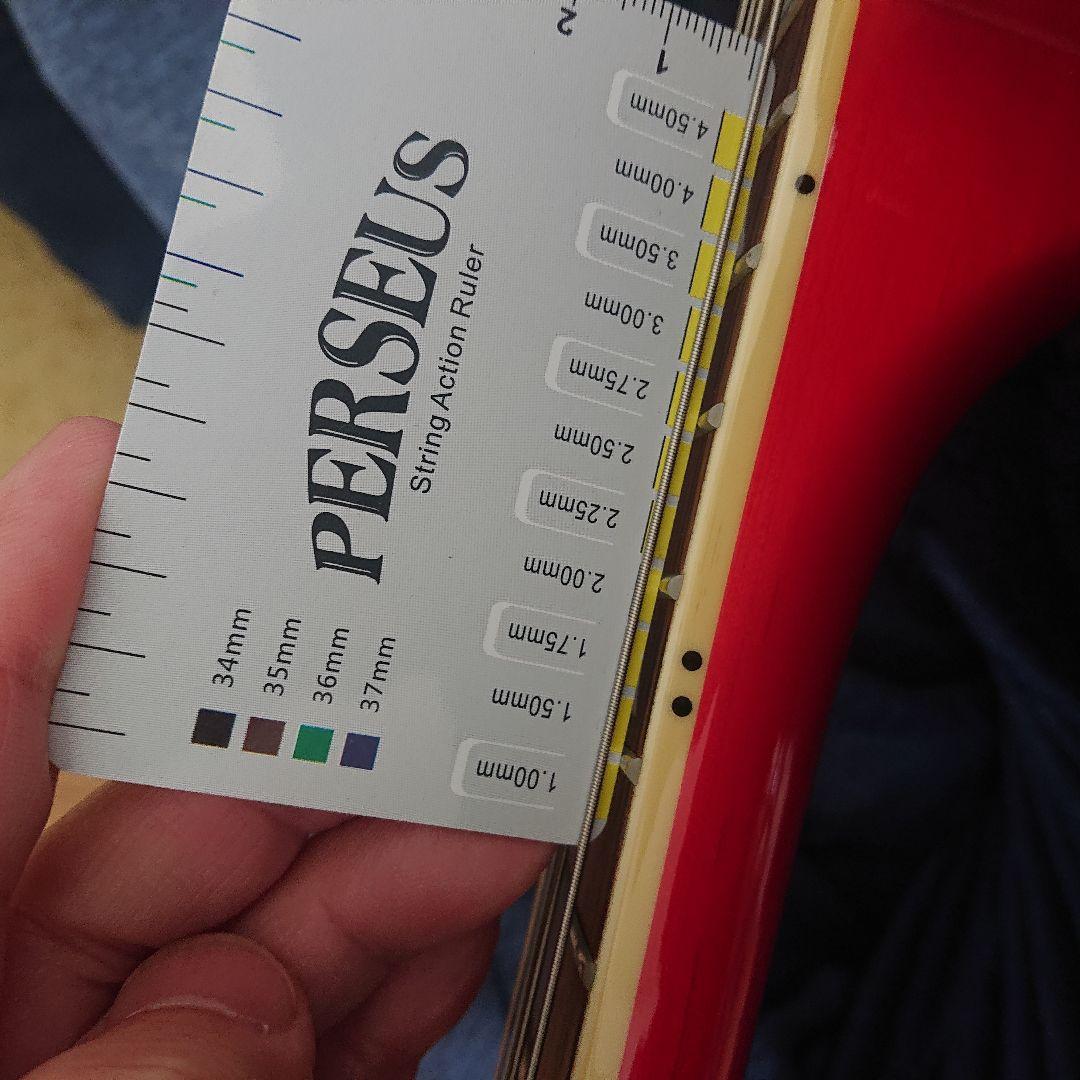 PERSEUS
String Action Ruler
34mm
35mm
36mm
37mm
1.00mm
1.50mm
1.75mm
2.00mm
2.25mm
2.50mm
2.75mm
3.00mm
3.50mm
4.00mm
4.50mm
1
2